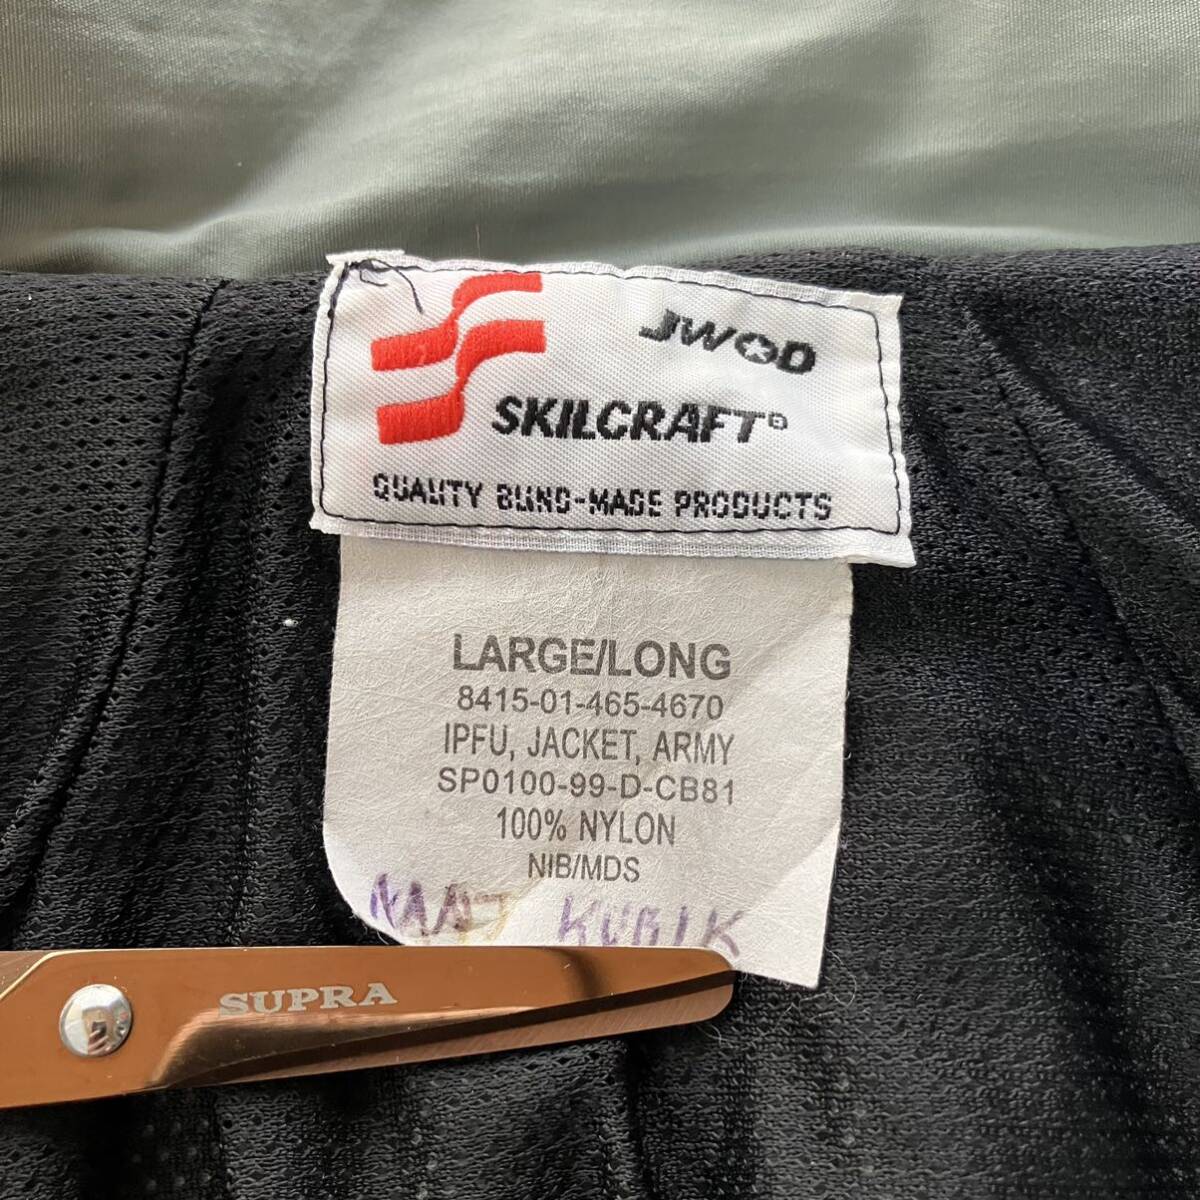 JWOD
SKILCRAFT®
QUALITY BLIND-MADE PRODUCTS
LARGE/LONG
8415-01-465-4670
IPFU, JACKET, ARMY
SP0100-99-D-CB81
100% NYLON
NIB/MDS
MAT KUBIK
SUPRA